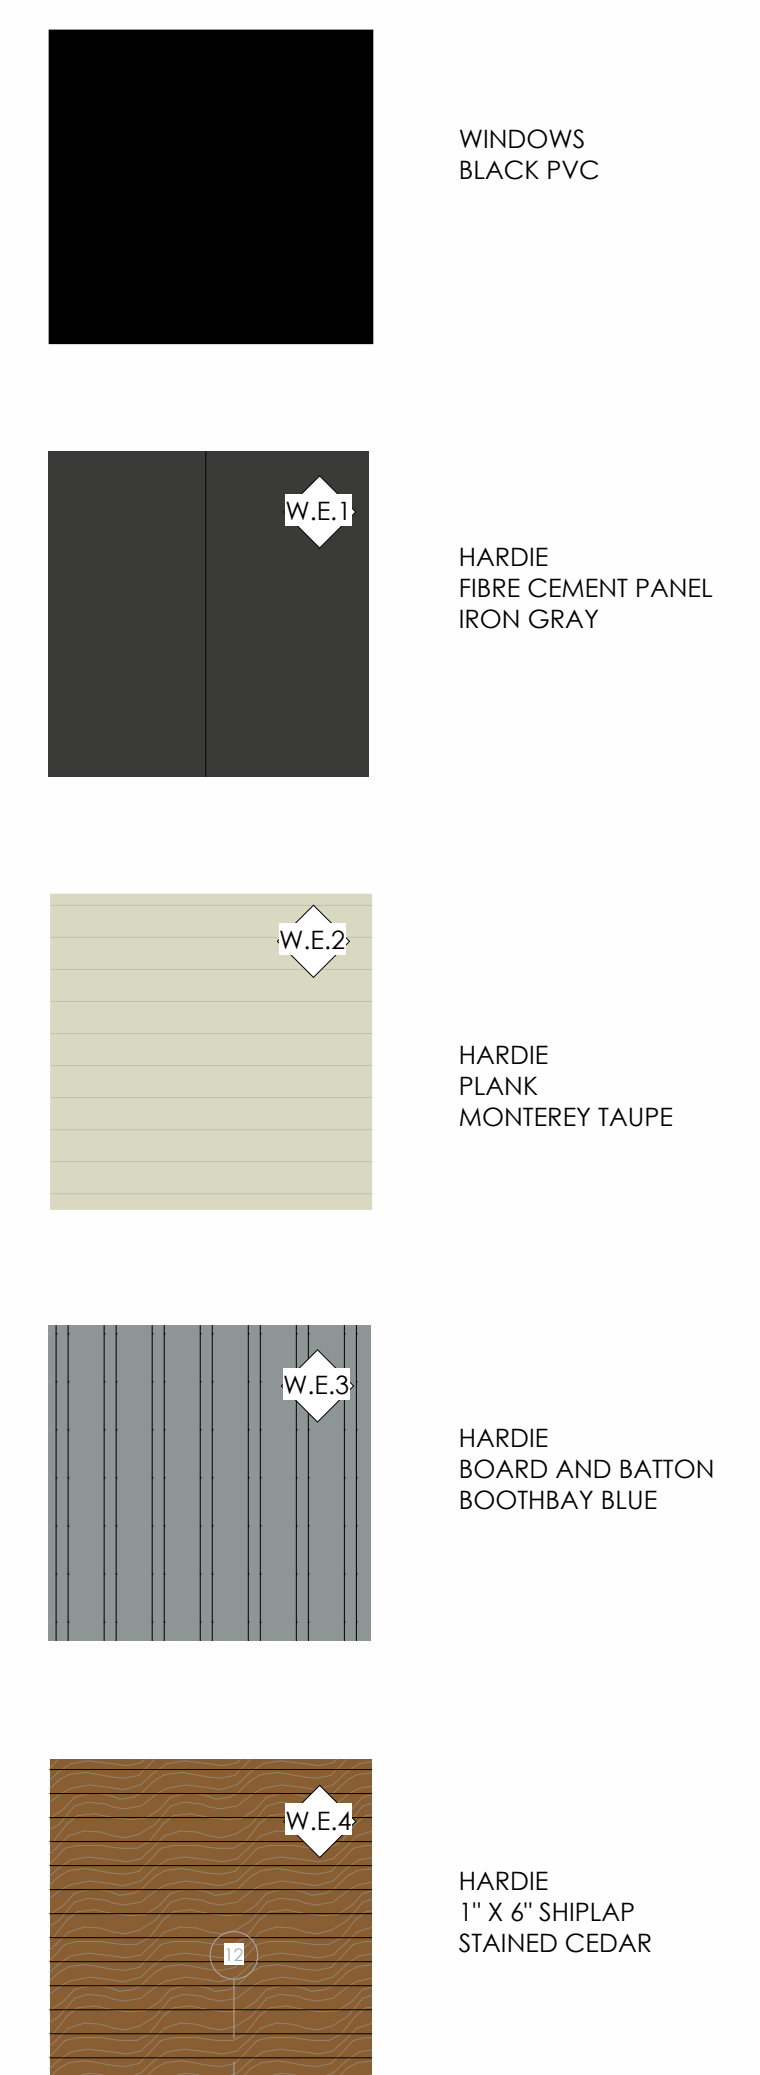 WINDOWS
BLACK PVC
W.E.1
HARDIE
FIBRE CEMENT PANEL
IRON GRAY
W.E.2
HARDIE
PLANK
MONTEREY TAUPE
W.E.3
HARDIE
BOARD AND BATTON
BOOTHBAY BLUE
W.E.4
HARDIE
1" X 6" SHIPLAP
STAINED CEDAR
12